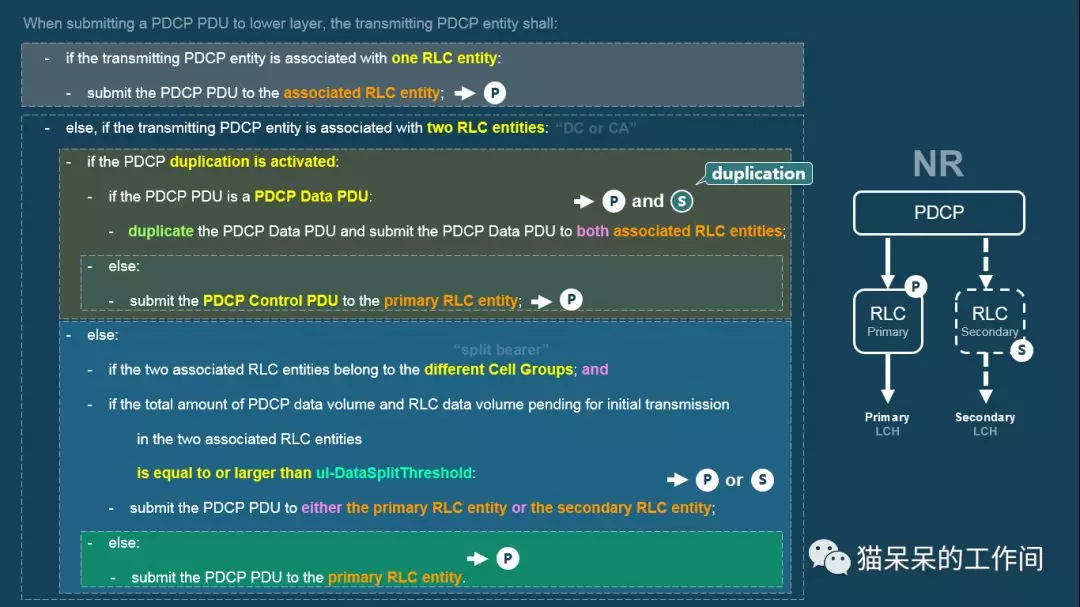 When submitting a PDCP PDU to lower layer, the transmitting PDCP entity shall:
- if the transmitting PDCP entity is associated with one RLC entity:
- submit the PDCP PDU to the associated RLC entity; P
- else, if the transmitting PDCP entity is associated with two RLC entities: "DC or CA"
- if the PDCP duplication is activated:
duplication
- if the PDCP PDU is a PDCP Data PDU: P and S
- duplicate the PDCP Data PDU and submit the PDCP Data PDU to both associated RLC entities;
- else:
- submit the PDCP Control PDU to the primary RLC entity; P
- else:
"split bearer"
- if the two associated RLC entities belong to the different Cell Groups; and
- if the total amount of PDCP data volume and RLC data volume pending for initial transmission
in the two associated RLC entities
is equal to or larger than ul-DataSplitThreshold: P or S
- submit the PDCP PDU to either the primary RLC entity or the secondary RLC entity;
- else: P
- submit the PDCP PDU to the primary RLC entity.
NR
PDCP
P
RLC
Primary
RLC
Secondary
S
Primary
LCH
Secondary
LCH
猫呆呆的工作间